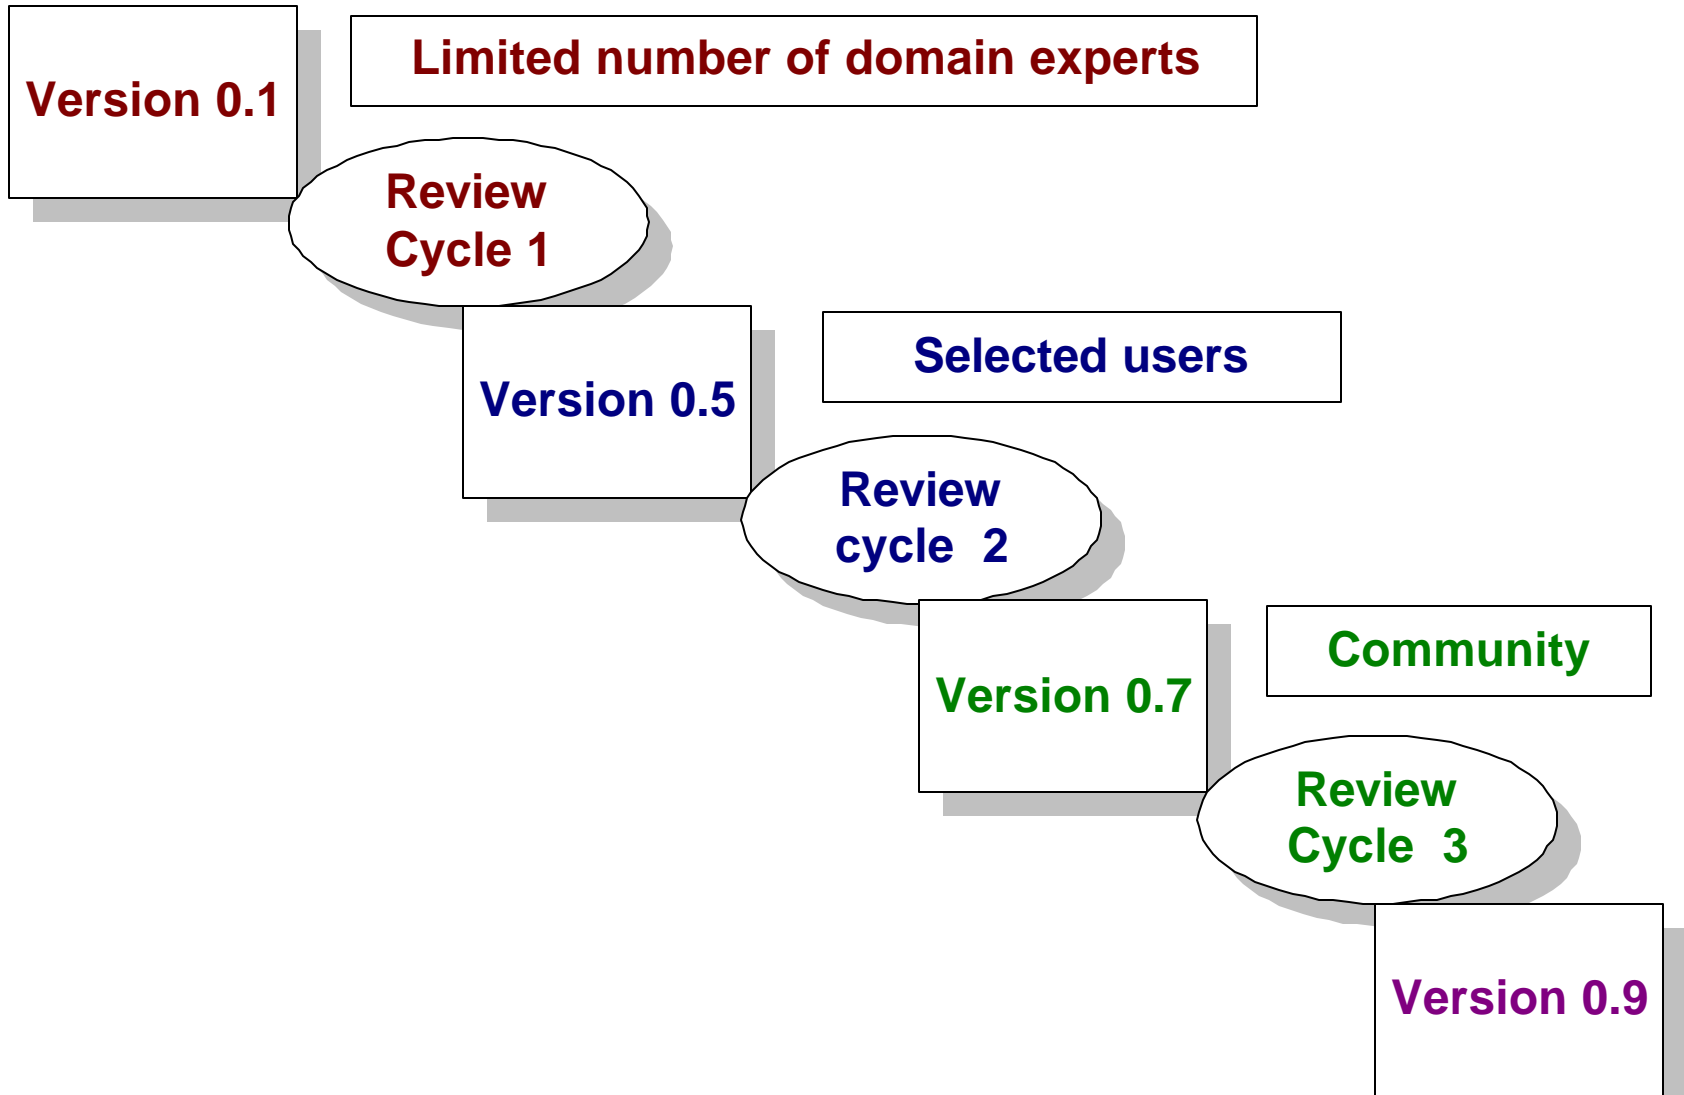 Version 0.1
Limited number of domain experts
Review
Cycle 1
Version 0.5
Selected users
Review
cycle  2
Version 0.7
Community
Review
Cycle  3
Version 0.9